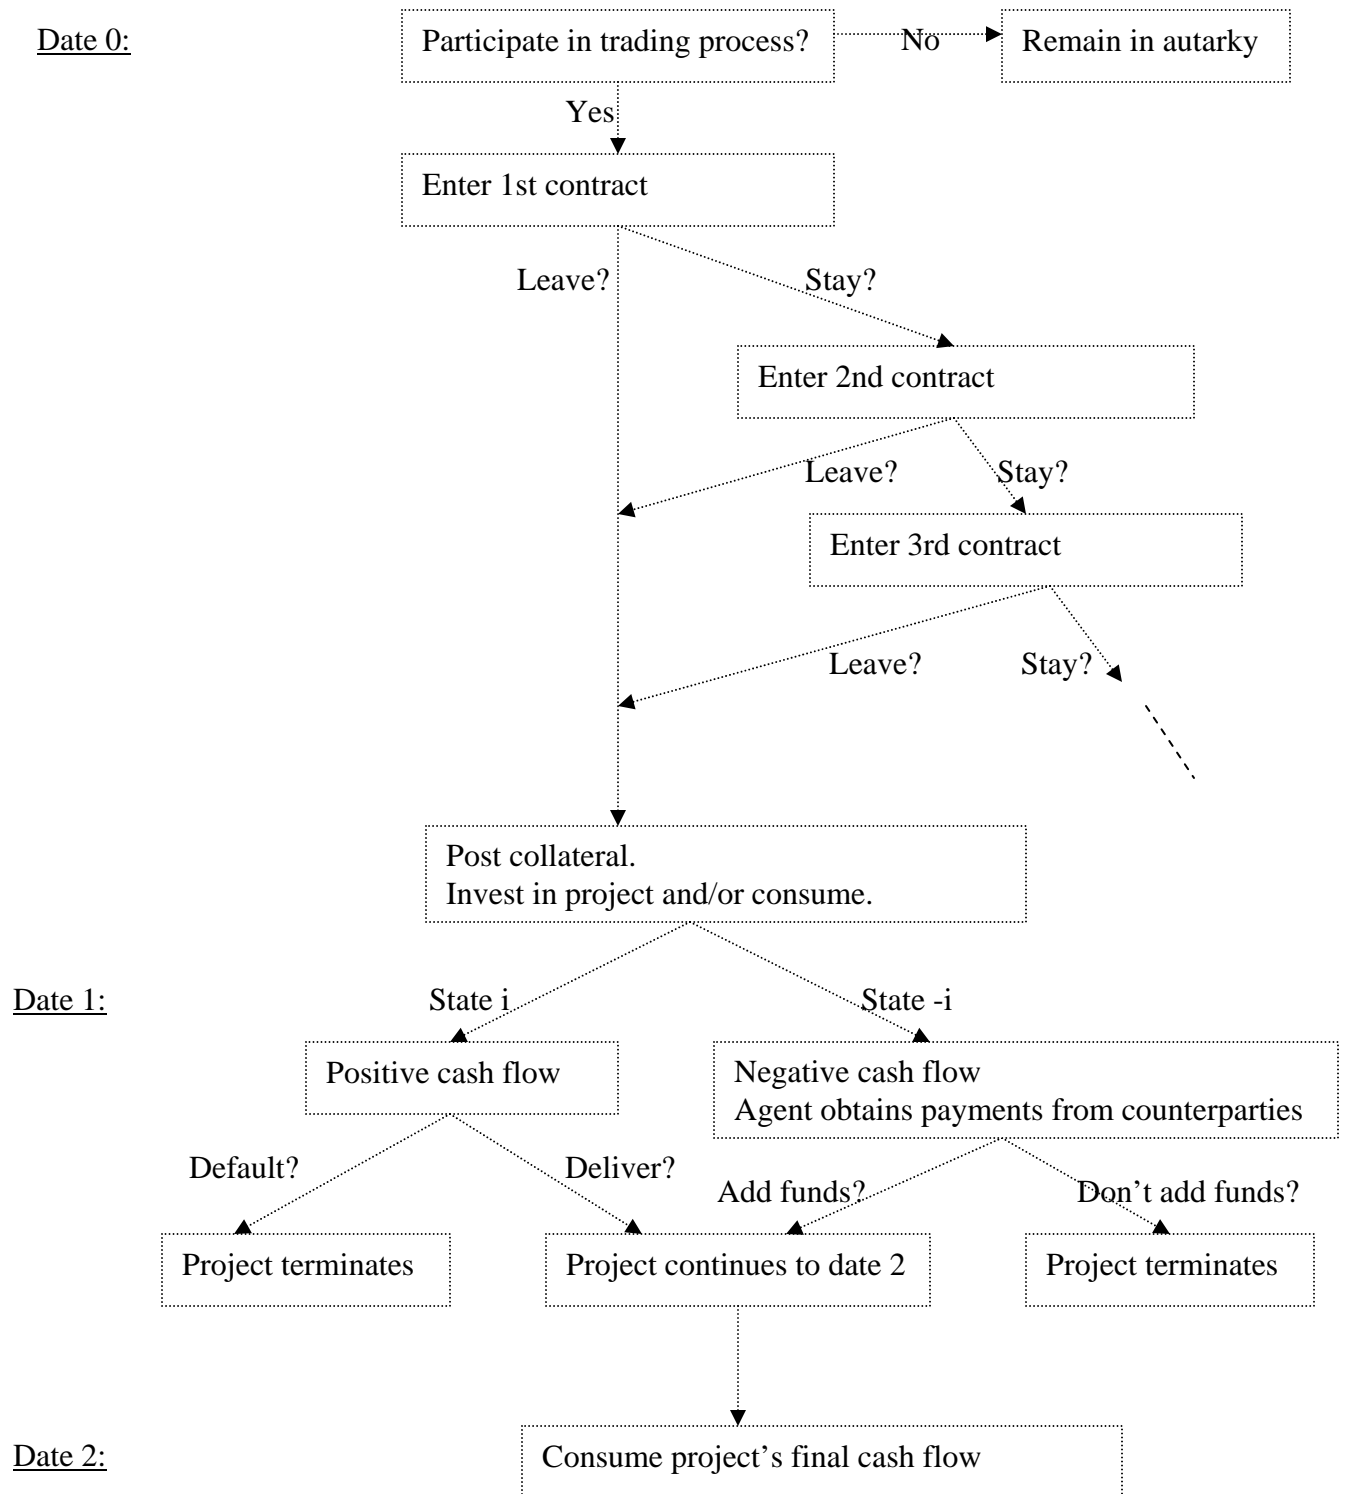 Date 0:
Participate in trading process?
No
Remain in autarky
Yes
Enter 1st contract
Leave?
Stay?
Enter 2nd contract
Leave?
Stay?
Enter 3rd contract
Leave?
Stay?
Post collateral.
Invest in project and/or consume.
Date 1:
State i
State -i
Positive cash flow
Negative cash flow
Agent obtains payments from counterparties
Default?
Deliver?
Add funds?
Don’t add funds?
Project terminates
Project continues to date 2
Project terminates
Date 2:
Consume project’s final cash flow